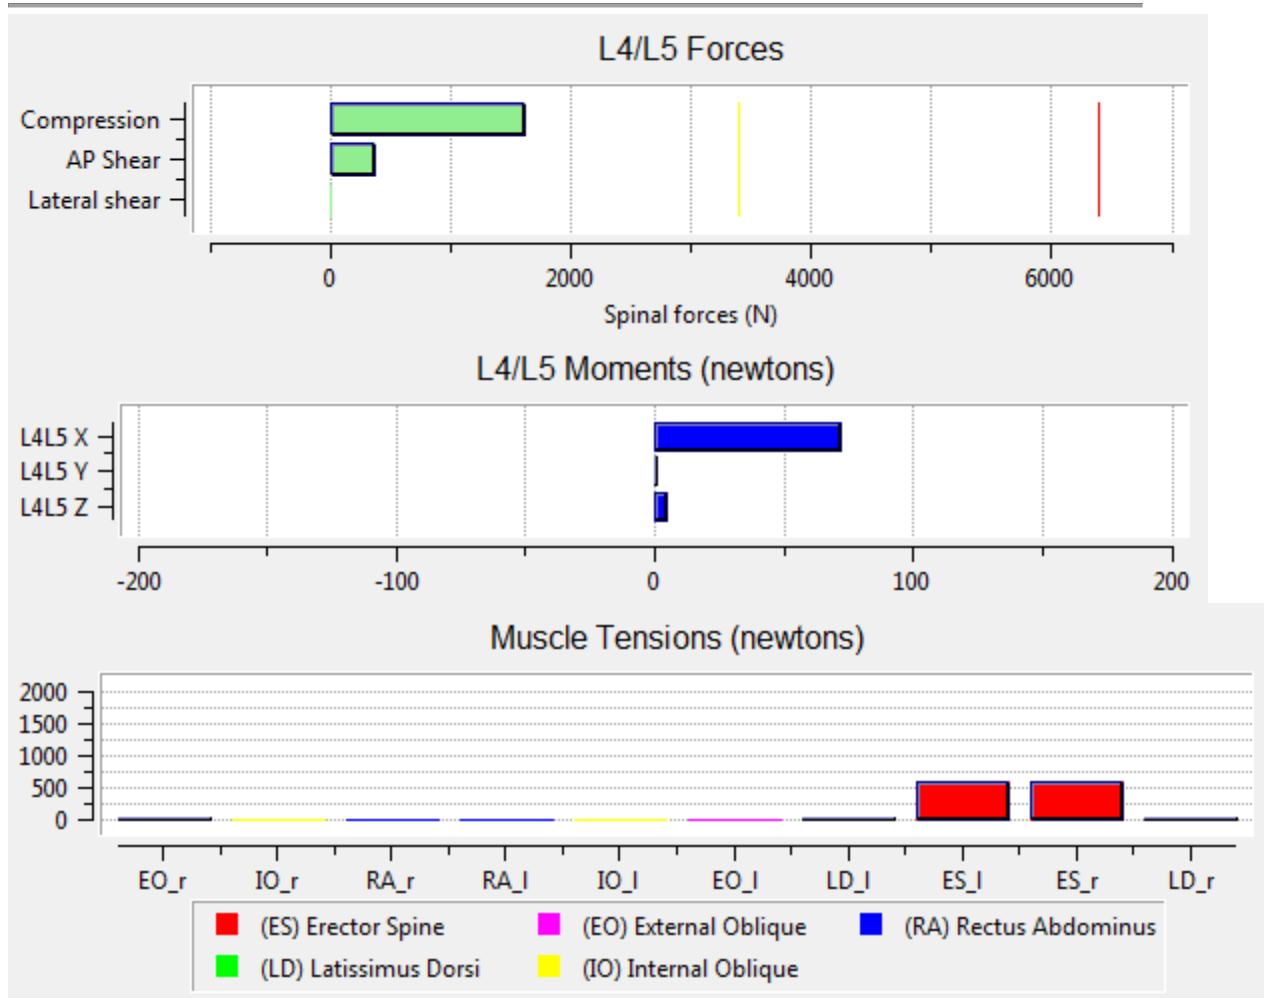 L4/L5 Forces
Compression
AP Shear
Lateral shear
0 2000 4000 6000
Spinal forces (N)
L4/L5 Moments (newtons)
L4L5 X
L4L5 Y
L4L5 Z
-200 -100 0 100 200
Muscle Tensions (newtons)
2000
1500
1000
500
0
EO_r IO_r RA_r RA_l IO_l EO_l LD_l ES_l ES_r LD_r
(ES) Erector Spine (EO) External Oblique (RA) Rectus Abdominus
(LD) Latissimus Dorsi (IO) Internal Oblique